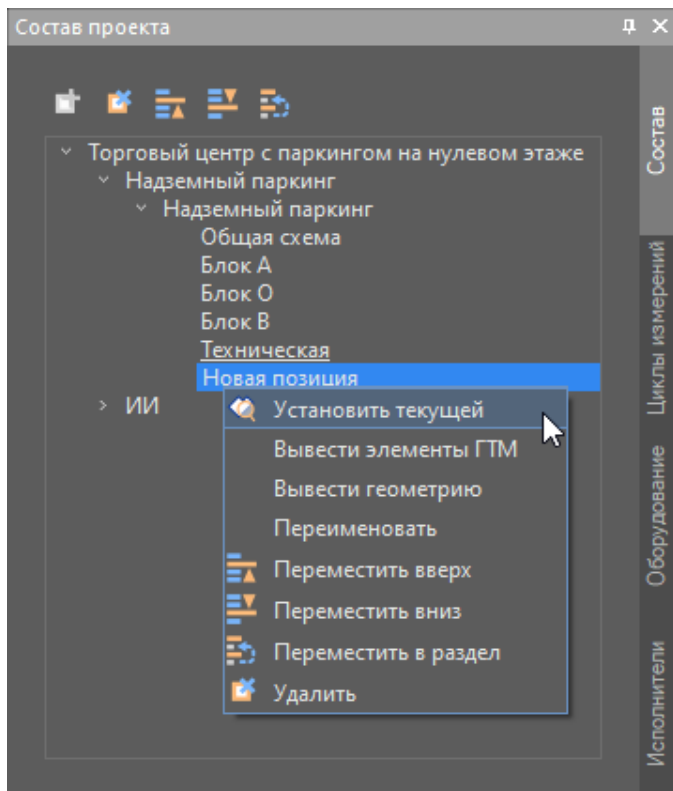 Состав проекта
Торговый центр с паркингом на нулевом этаже
Надземный паркинг
Надземный паркинг
Общая схема
Блок А
Блок О
Блок В
Техническая
Новая позиция
ИИ
Установить текущей
Вывести элементы ГТМ
Вывести геометрию
Переименовать
Переместить вверх
Переместить вниз
Переместить в раздел
Удалить
Состав
Циклы измерений
Оборудование
Исполнители